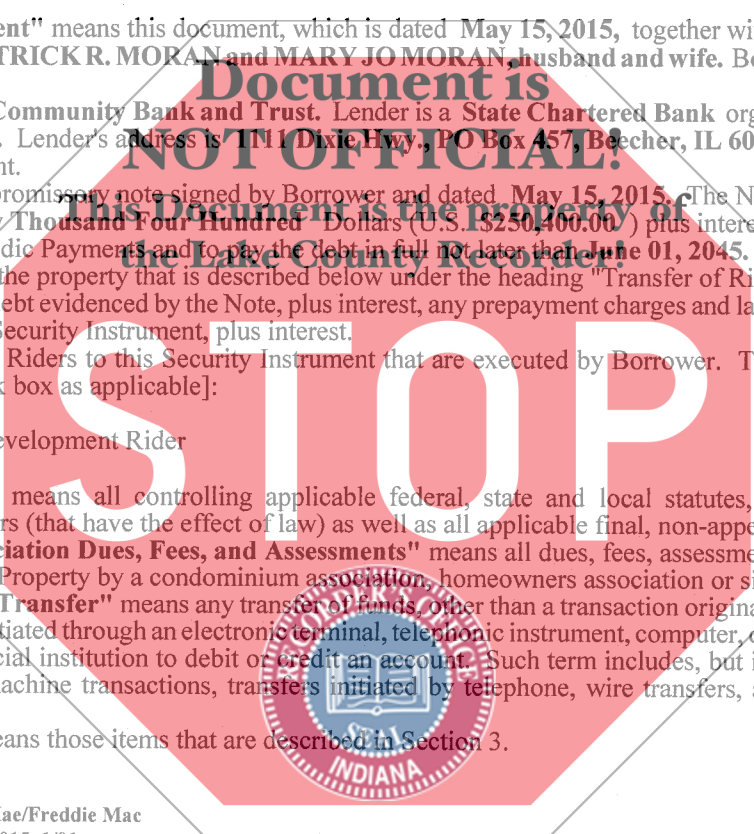 ent" means this document, which is dated May 15, 2015, together wi
TRICK R. MORAN and MARY JO MORAN, husband and wife. Bo
Document is
Community Bank and Trust. Lender is a State Chartered Bank org
. Lender's address is 1111 Dixie Hwy., PO Box 457, Beecher, IL 60
NOT OFFICIAL!
nt.
promissory note signed by Borrower and dated May 15, 2015. The N
This Document is the property of
y Thousand Four Hundred Dollars (U.S. $250,400.00 ) plus intere
dic Payments and to pay the debt in full not later than June 01, 2045.
the Lake County Recorder!
the property that is described below under the heading "Transfer of Ri
ebt evidenced by the Note, plus interest, any prepayment charges and la
Security Instrument, plus interest.
Riders to this Security Instrument that are executed by Borrower. T
k box as applicable]:
STOP
evelopment Rider
means all controlling applicable federal, state and local statutes,
rs (that have the effect of law) as well as all applicable final, non-appe
ciation Dues, Fees, and Assessments" means all dues, fees, assessme
Property by a condominium association, homeowners association or si
Transfer" means any transfer of funds, other than a transaction origina
tiated through an electronic terminal, telephonic instrument, computer, o
cial institution to debit or credit an account. Such term includes, but i
achine transactions, transfers initiated by telephone, wire transfers, a
RECORDER'S OFFICE
SEAL
INDIANA
eans those items that are described in Section 3.
Mae/Freddie Mac